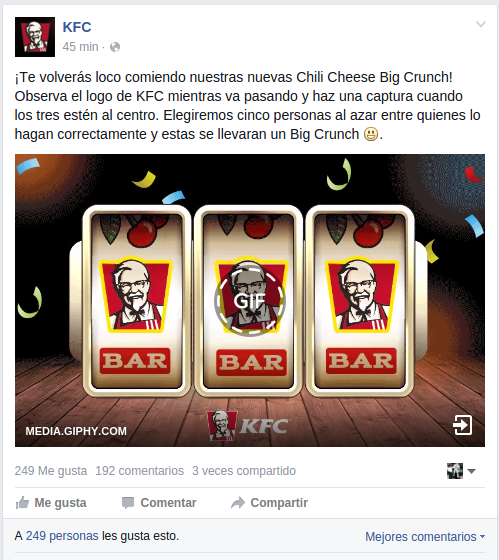 KFC
45 min ·
¡Te volverás loco comiendo nuestras nuevas Chili Cheese Big Crunch!
Observa el logo de KFC mientras va pasando y haz una captura cuando
los tres estén al centro. Elegiremos cinco personas al azar entre quienes lo
hagan correctamente y estas se llevaran un Big Crunch 😃.
GIF
BAR BAR BAR
KFC
MEDIA.GIPHY.COM
249 Me gusta 192 comentarios 3 veces compartido
Me gusta Comentar Compartir
A 249 personas les gusta esto. Mejores comentarios